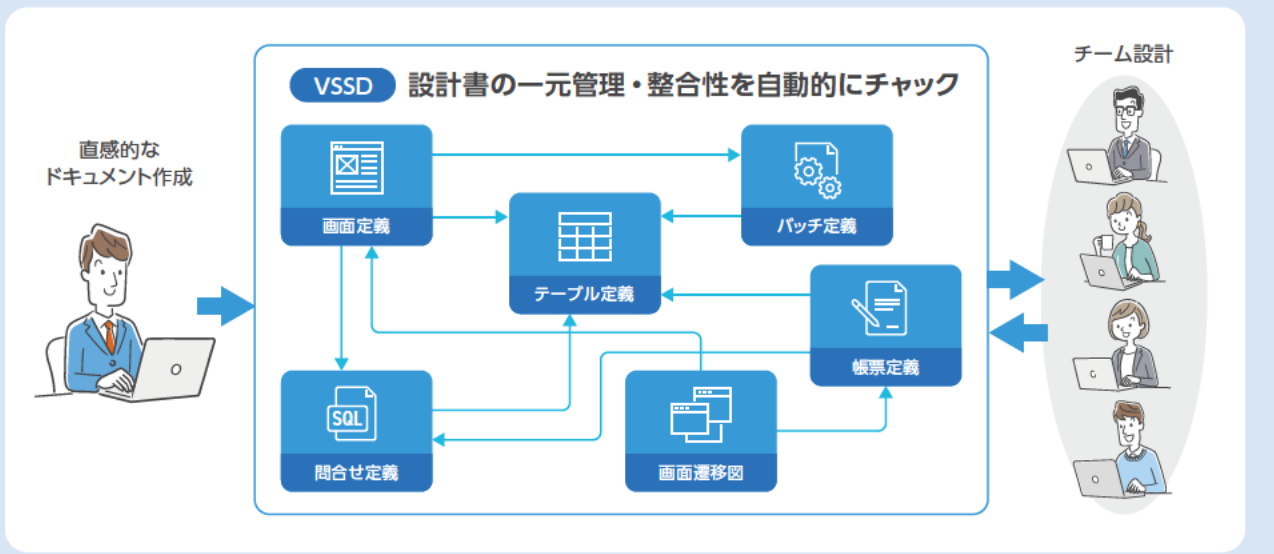 チーム設計
VSSD 設計書の一元管理・整合性を自動的にチャック
直感的な
ドキュメント作成
画面定義
バッチ定義
テーブル定義
帳票定義
SQL
問合せ定義
画面遷移図